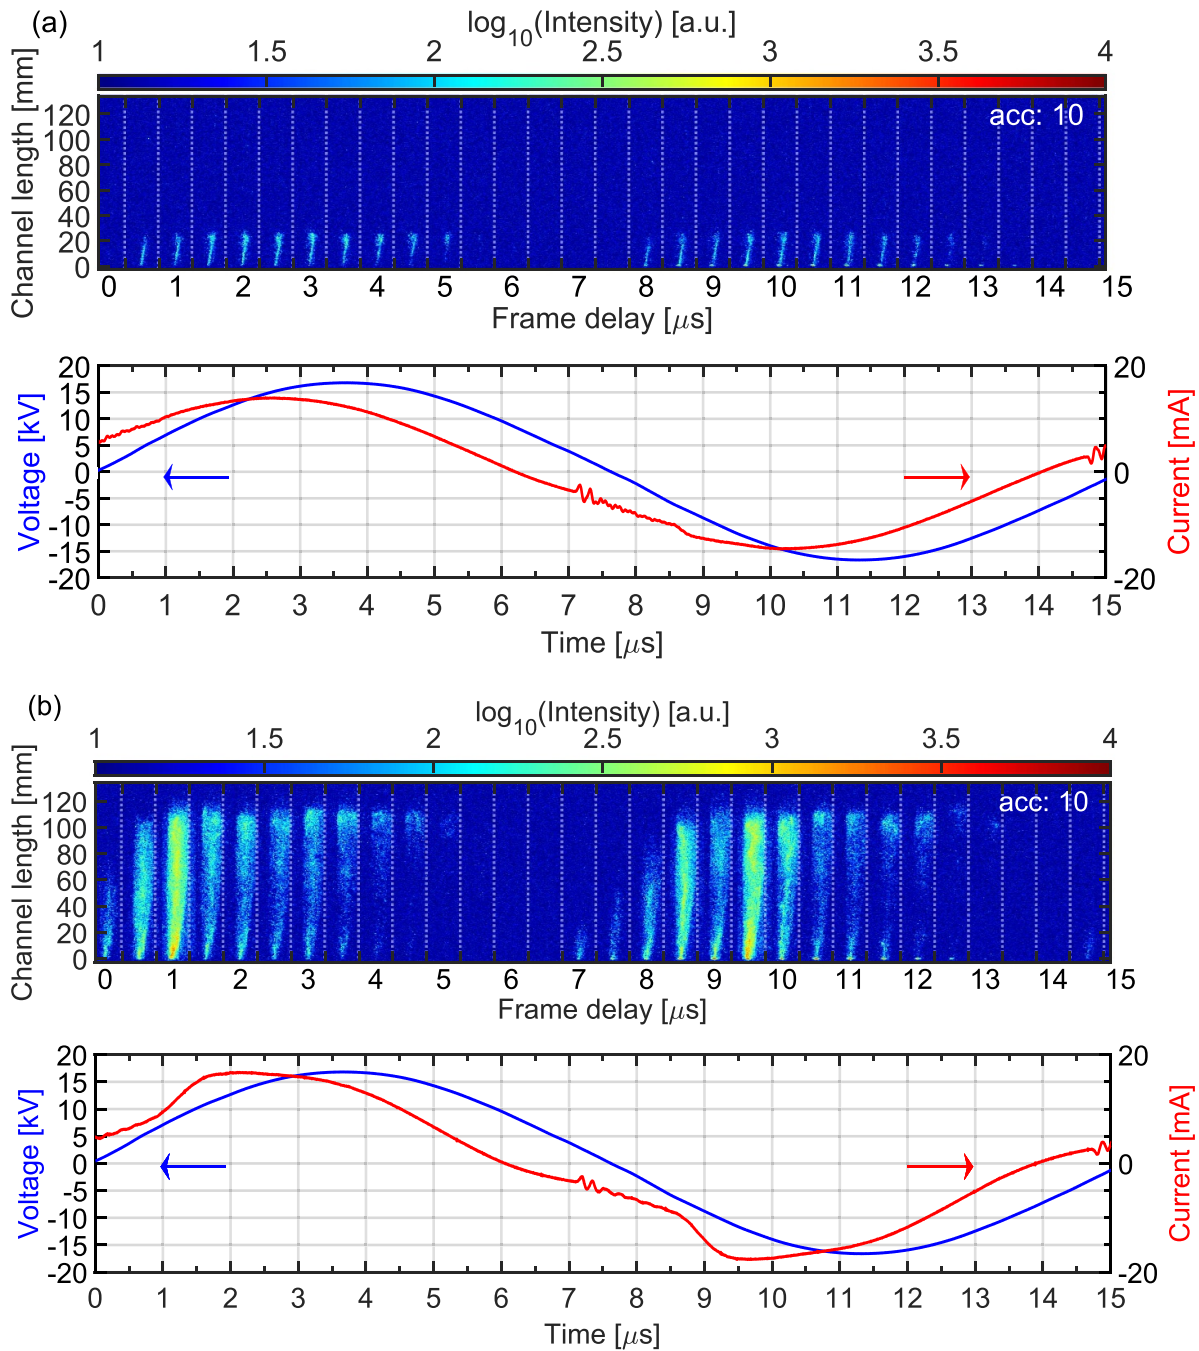 (a)
log10(Intensity) [a.u.]
1 1.5 2 2.5 3 3.5 4
Channel length [mm]
120
100
80
60
40
20
0
acc: 10
0 1 2 3 4 5 6 7 8 9 10 11 12 13 14 15
Frame delay [μs]
Voltage [kV]
20
15
10
5
0
-5
-10
-15
-20
20
0
-20
Current [mA]
0 1 2 3 4 5 6 7 8 9 10 11 12 13 14 15
Time [μs]
(b)
log10(Intensity) [a.u.]
1 1.5 2 2.5 3 3.5 4
Channel length [mm]
120
100
80
60
40
20
0
acc: 10
0 1 2 3 4 5 6 7 8 9 10 11 12 13 14 15
Frame delay [μs]
Voltage [kV]
20
15
10
5
0
-5
-10
-15
-20
20
0
-20
Current [mA]
0 1 2 3 4 5 6 7 8 9 10 11 12 13 14 15
Time [μs]